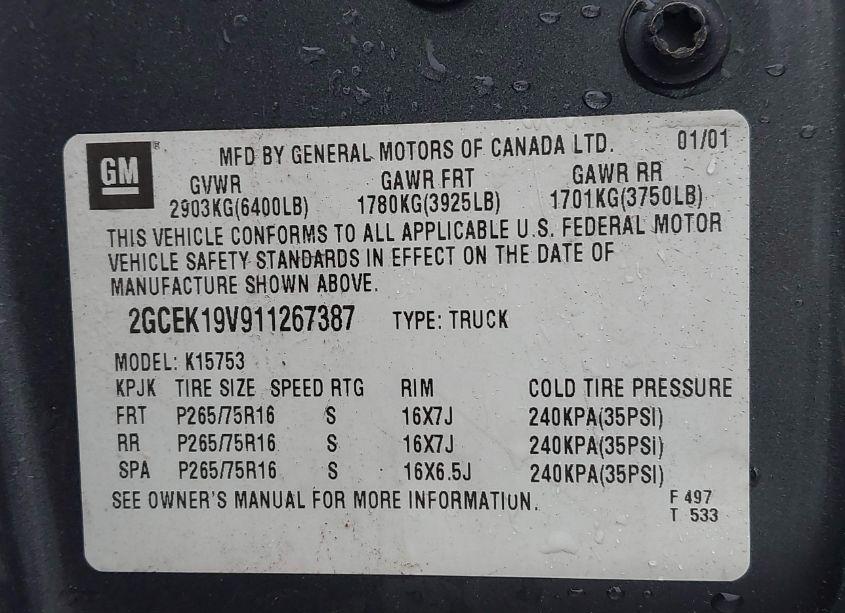 GM
MFD BY GENERAL MOTORS OF CANADA LTD. 01/01
GVWR GAWR FRT GAWR RR
2903KG(6400LB) 1780KG(3925LB) 1701KG(3750LB)
THIS VEHICLE CONFORMS TO ALL APPLICABLE U.S. FEDERAL MOTOR
VEHICLE SAFETY STANDARDS IN EFFECT ON THE DATE OF
MANUFACTURE SHOWN ABOVE.
2GCEK19V911267387 TYPE: TRUCK
MODEL: K15753
KPJK TIRE SIZE SPEED RTG RIM COLD TIRE PRESSURE
FRT P265/75R16 S 16X7J 240KPA(35PSI)
RR P265/75R16 S 16X7J 240KPA(35PSI)
SPA P265/75R16 S 16X6.5J 240KPA(35PSI)
SEE OWNER'S MANUAL FOR MORE INFORMATION. F 497
T 533